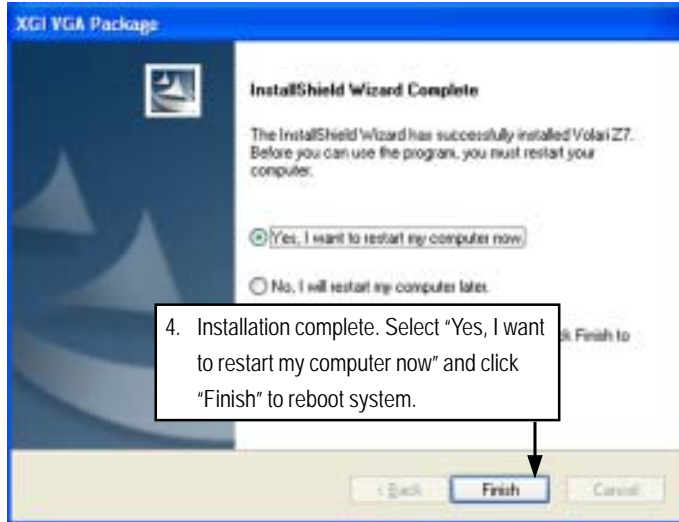 XGI VGA Package
InstallShield Wizard Complete
The InstallShield Wizard has successfully installed Volari Z7.
Before you can use the program, you must restart your
computer.
Yes, I want to restart my computer now.
No, I will restart my computer later.
Finish to
4. Installation complete. Select “Yes, I want
to restart my computer now” and click
“Finish” to reboot system.
< Back
Finish
Cancel